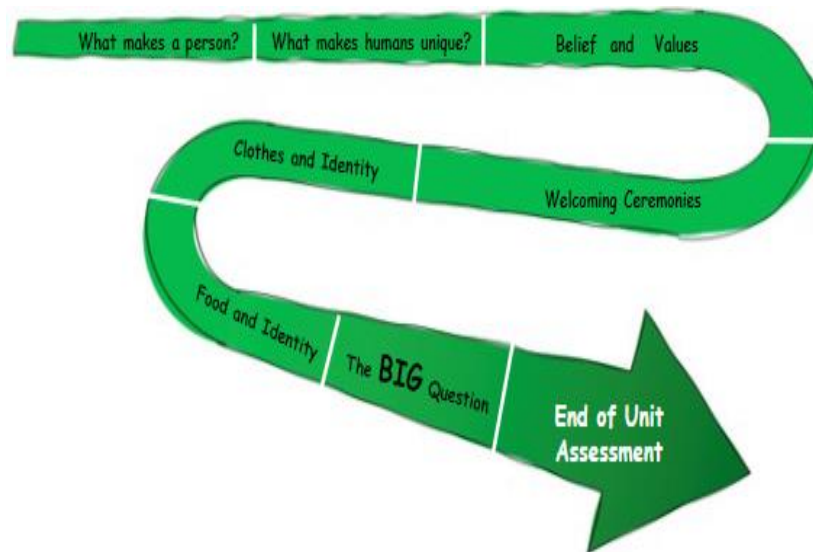 What makes a person?
What makes humans unique?
Belief and Values
Welcoming Ceremonies
Clothes and Identity
Food and Identity
The BIG Question
End of Unit
Assessment